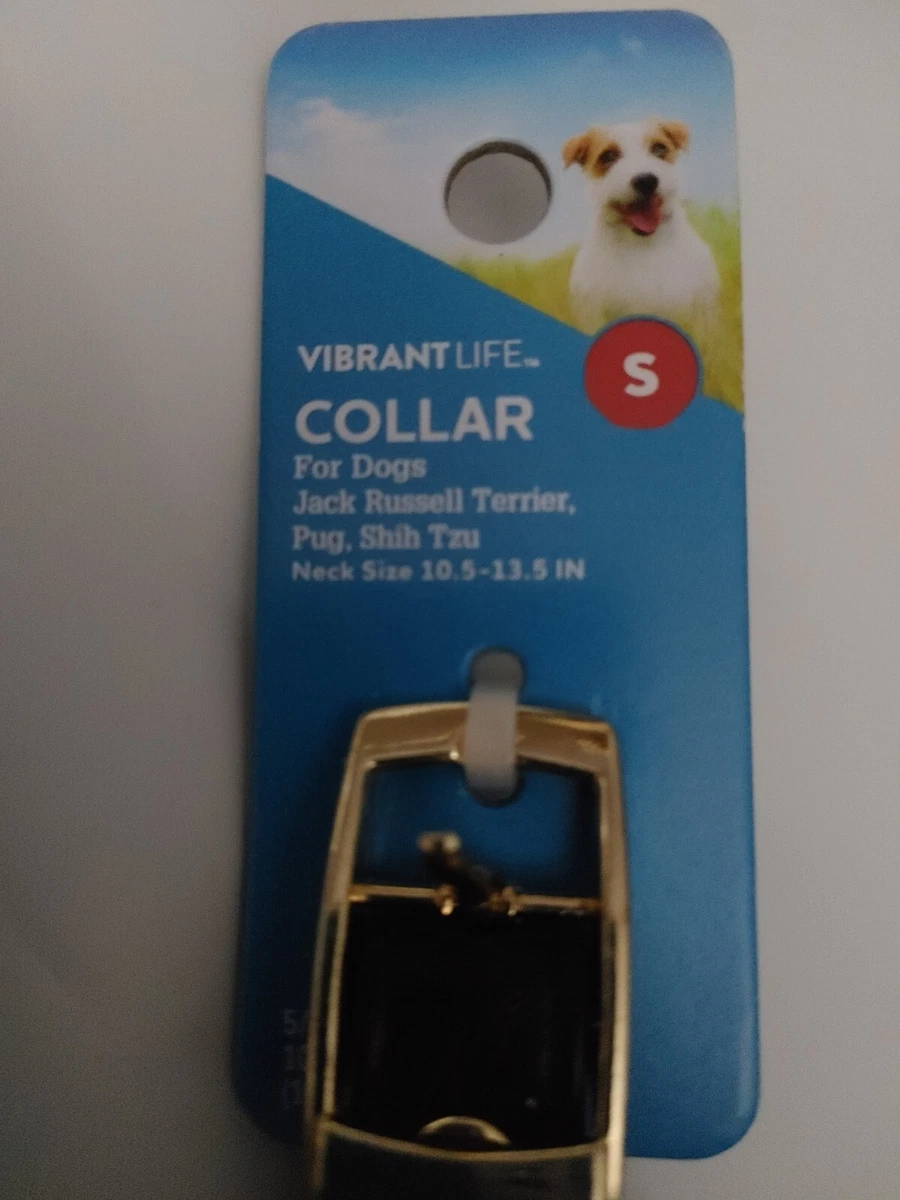 VIBRANT LIFE™
S
COLLAR
For Dogs
Jack Russell Terrier,
Pug, Shih Tzu
Neck Size 10.5-13.5 IN